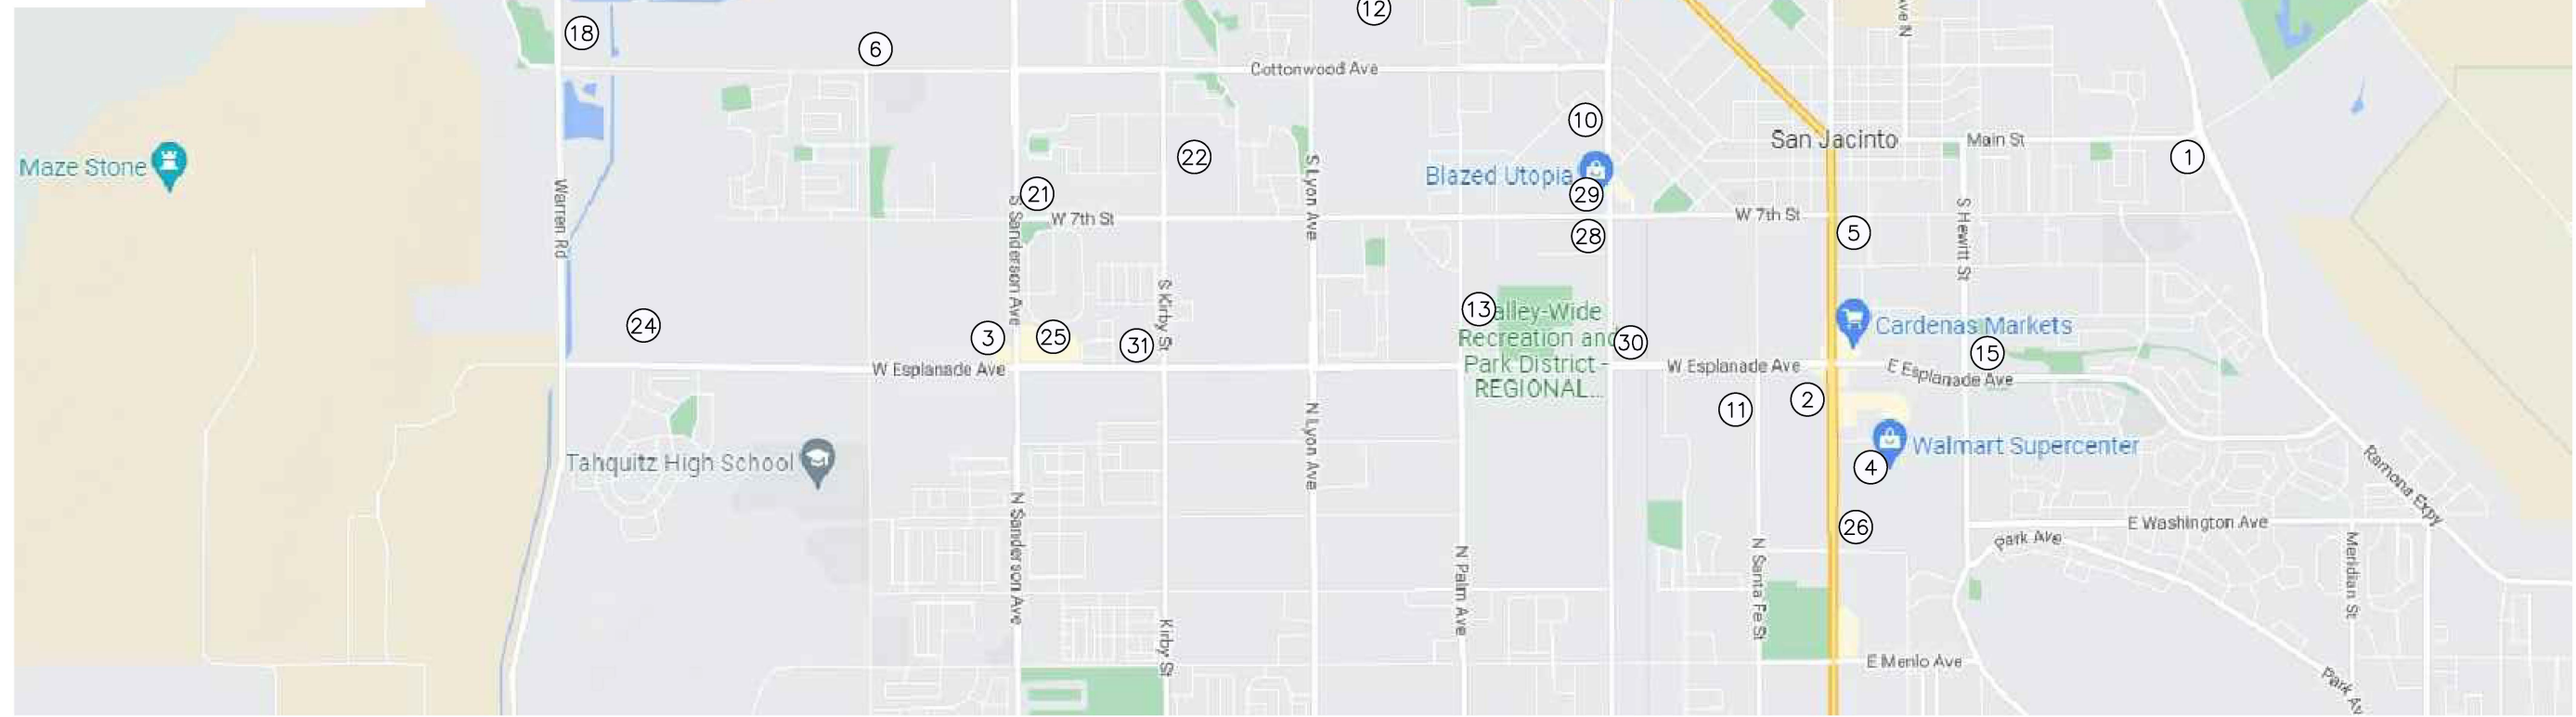 12
18
Ave N
6
Cottonwood Ave
10
San Jacinto
Main St
1
22
Maze Stone
Blazed Utopia
29
21
S Lyon Ave
W 7th St
W 7th St
Warren Rd
S Sanderson Ave
28
5
S Hewitt St
S Kirby St
24
3
25
31
13
alley-Wide
Recreation and
Park District -
REGIONAL...
30
Cardenas Markets
15
W Esplanade Ave
W Esplanade Ave
E Esplanade Ave
11
2
N Lyon Ave
Tahquitz High School
Walmart Supercenter
4
Ramona Expy
N Sanderson Ave
26
E Washington Ave
Park Ave
N Palm Ave
N Santa Fe St
Meridian St
Kirby St
E Menlo Ave
Park Av